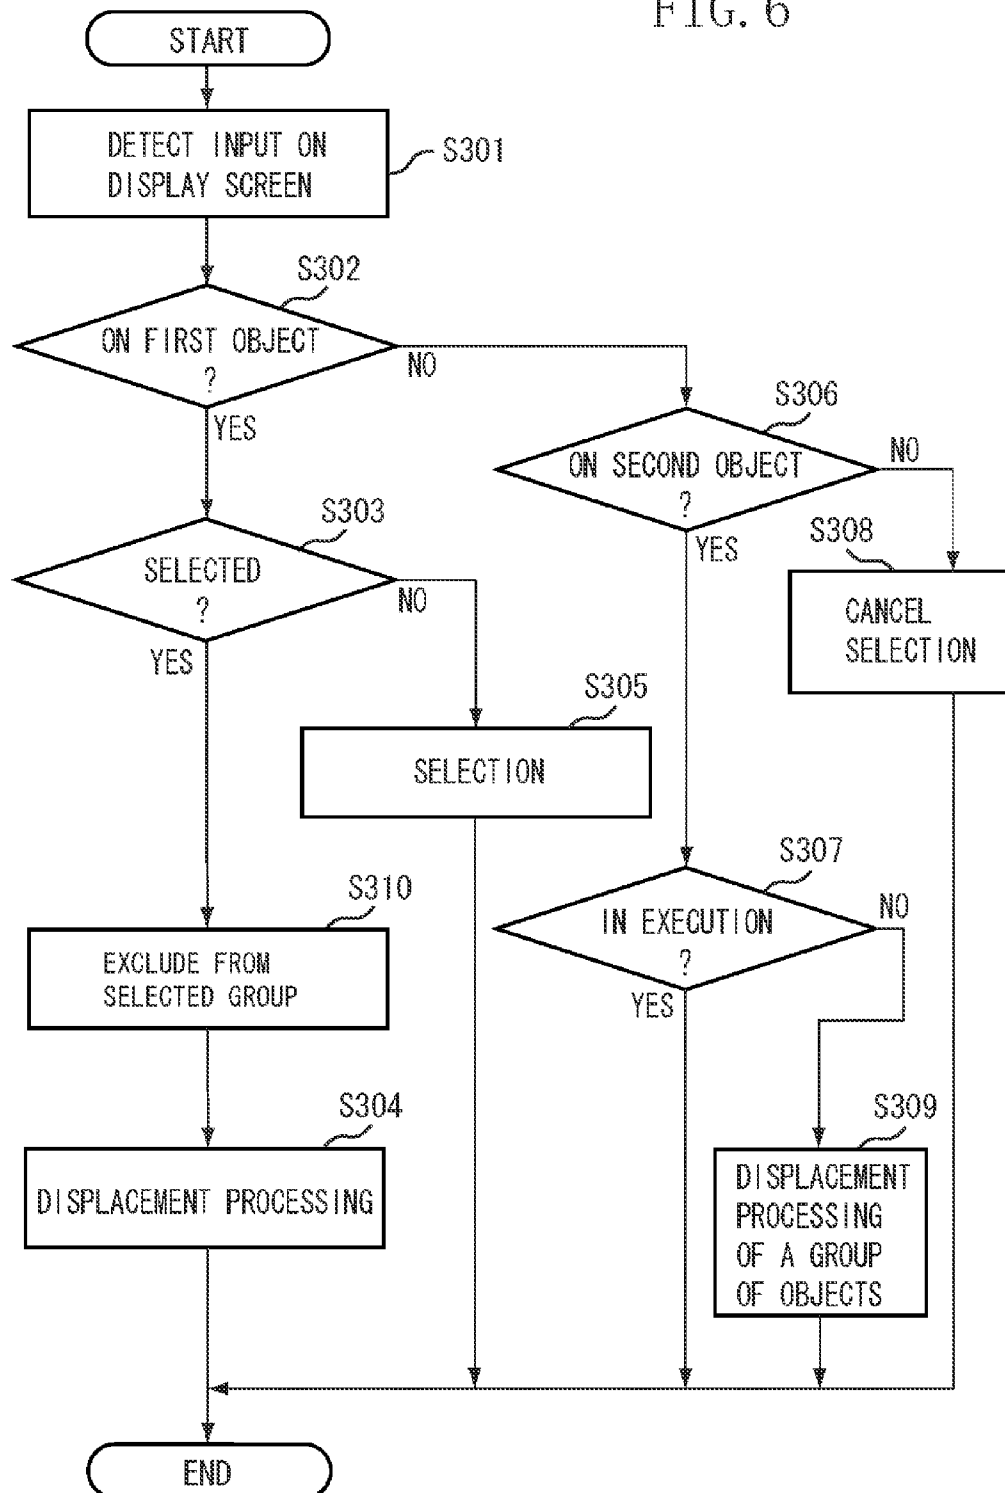 FIG. 6
START
DETECT INPUT ON
DISPLAY SCREEN
S301
S302
ON FIRST OBJECT
?
NO
YES
S306
ON SECOND OBJECT
?
NO
YES
S303
SELECTED
?
NO
YES
S308
CANCEL
SELECTION
S305
SELECTION
S307
IN EXECUTION
?
NO
YES
S310
EXCLUDE FROM
SELECTED GROUP
S304
DISPLACEMENT PROCESSING
S309
DISPLACEMENT
PROCESSING
OF A GROUP
OF OBJECTS
END